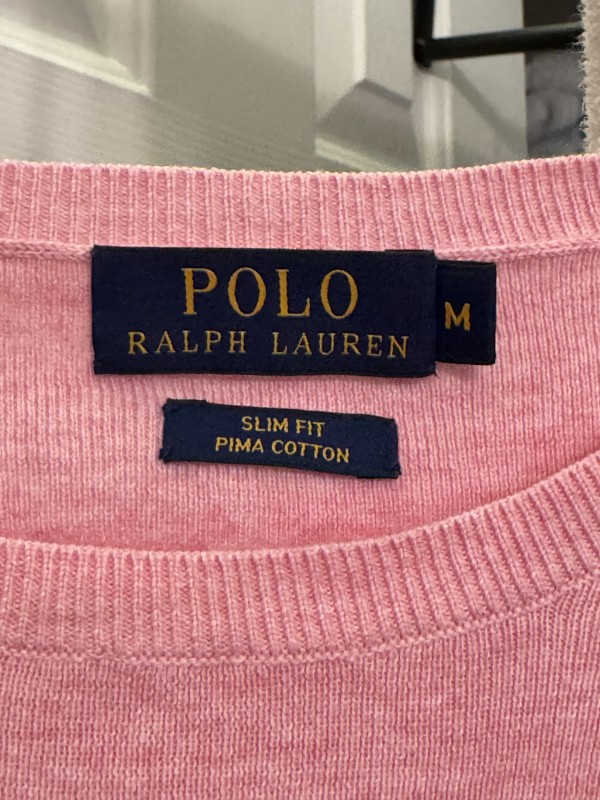 POLO
RALPH LAUREN
M
SLIM FIT
PIMA COTTON